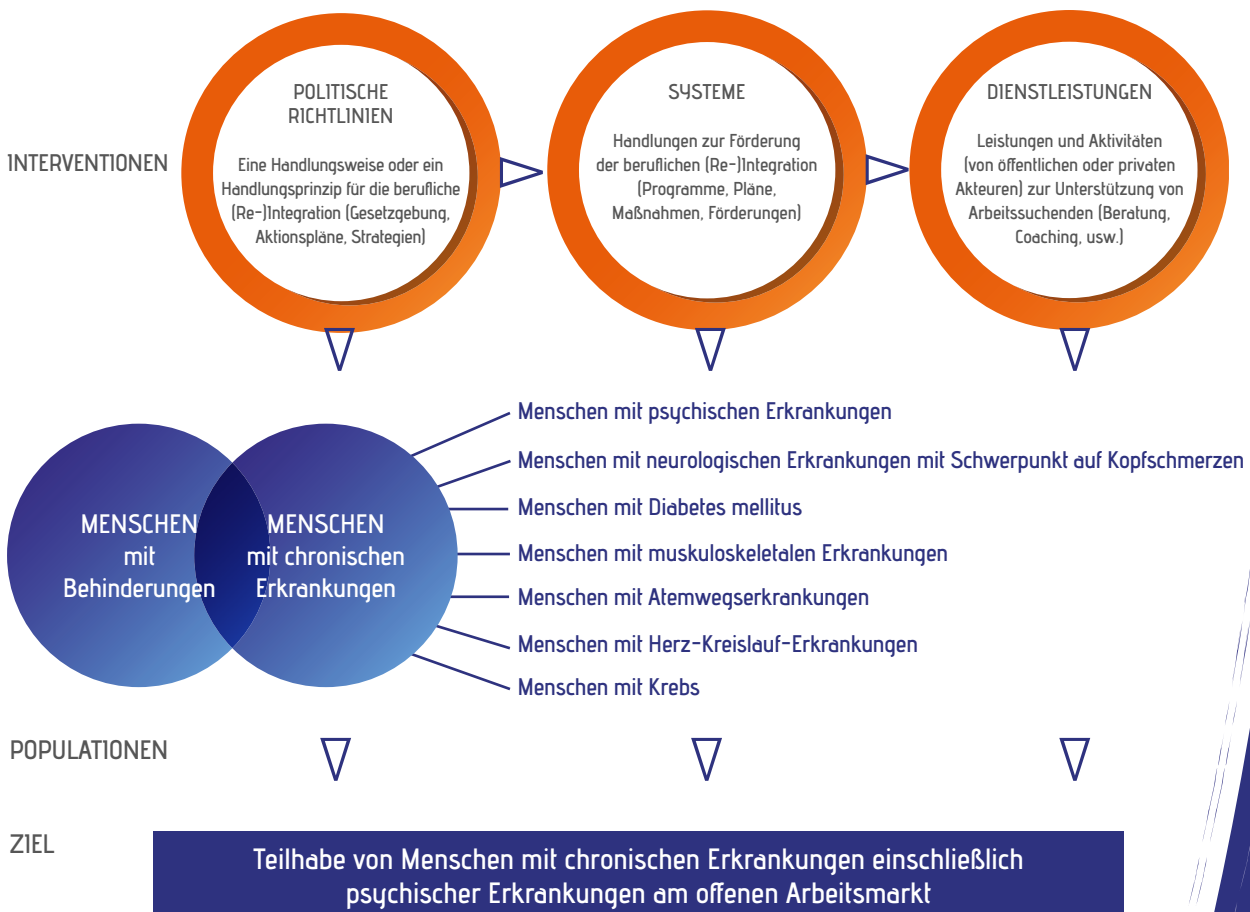 INTERVENTIONEN
POLITISCHE
RICHTLINIEN
Eine Handlungsweise oder ein
Handlungsprinzip für die berufliche
(Re-)Integration (Gesetzgebung,
Aktionspläne, Strategien)
SYSTEME
Handlungen zur Förderung
der beruflichen (Re-)Integration
(Programme, Pläne,
Maßnahmen, Förderungen)
DIENSTLEISTUNGEN
Leistungen und Aktivitäten
(von öffentlichen oder privaten
Akteuren) zur Unterstützung von
Arbeitssuchenden (Beratung,
Coaching, usw.)
MENSCHEN
mit
Behinderungen
MENSCHEN
mit chronischen
Erkrankungen
Menschen mit psychischen Erkrankungen
Menschen mit neurologischen Erkrankungen mit Schwerpunkt auf Kopfschmerzen
Menschen mit Diabetes mellitus
Menschen mit muskuloskeletalen Erkrankungen
Menschen mit Atemwegserkrankungen
Menschen mit Herz-Kreislauf-Erkrankungen
Menschen mit Krebs
POPULATIONEN
ZIEL
Teilhabe von Menschen mit chronischen Erkrankungen einschließlich
psychischer Erkrankungen am offenen Arbeitsmarkt